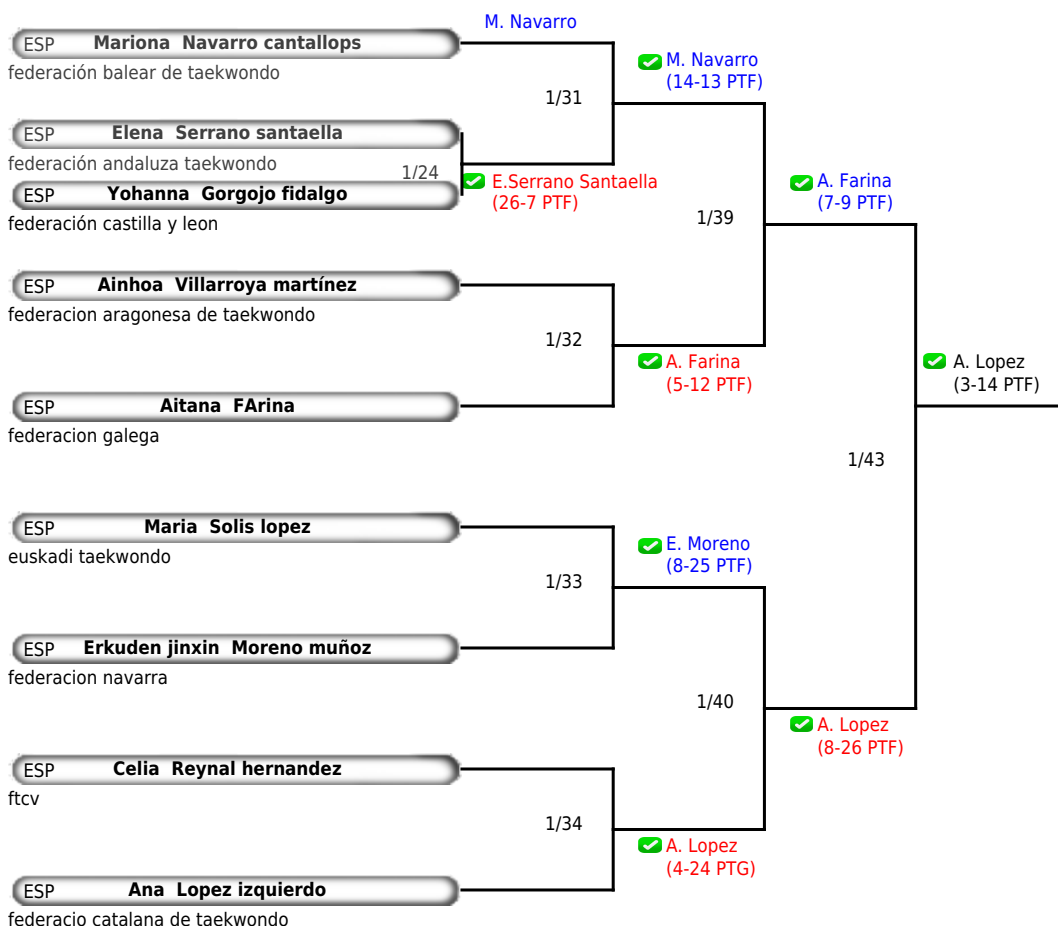 M. Navarro
ESP Mariona Navarro cantallops
federación balear de taekwondo
M. Navarro
(14-13 PTF)
1/31
ESP Elena Serrano santaella
federación andaluza taekwondo
1/24
E.Serrano Santaella
(26-7 PTF)
ESP Yohanna Gorgojo fidalgo
federación castilla y leon
A. Farina
(7-9 PTF)
1/39
ESP Ainhoa Villarroya martínez
federacion aragonesa de taekwondo
1/32
A. Farina
(5-12 PTF)
A. Lopez
(3-14 PTF)
ESP Aitana FArina
federacion galega
1/43
ESP Maria Solis lopez
euskadi taekwondo
E. Moreno
(8-25 PTF)
1/33
ESP Erkuden jinxin Moreno muñoz
federacion navarra
1/40
A. Lopez
(8-26 PTF)
ESP Celia Reynal hernandez
ftcv
1/34
A. Lopez
(4-24 PTG)
ESP Ana Lopez izquierdo
federacio catalana de taekwondo